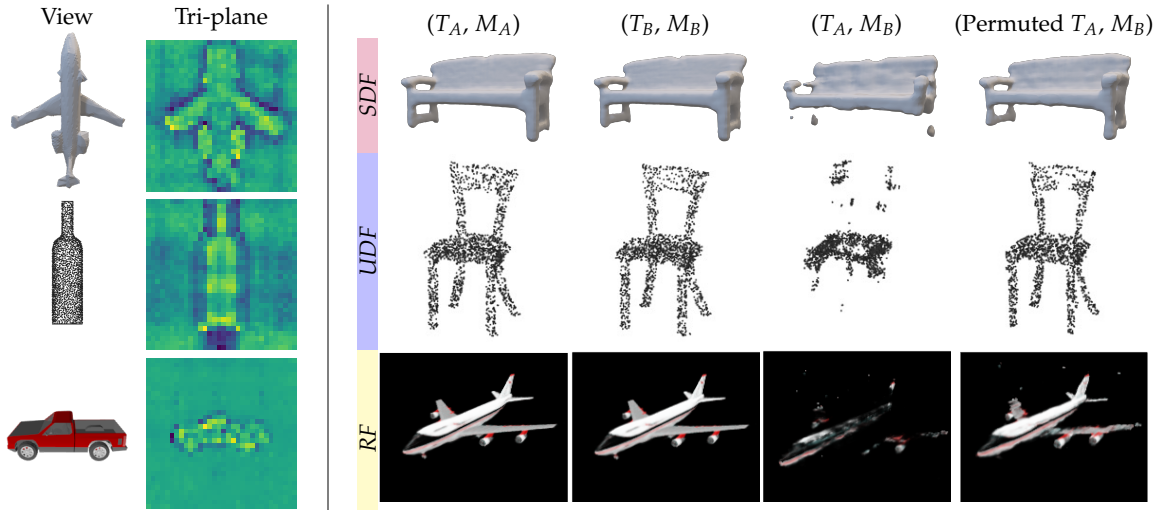 View
Tri-plane
(T_A, M_A)
(T_B, M_B)
(T_A, M_B)
(Permuted T_A, M_B)
SDF
UDF
RF